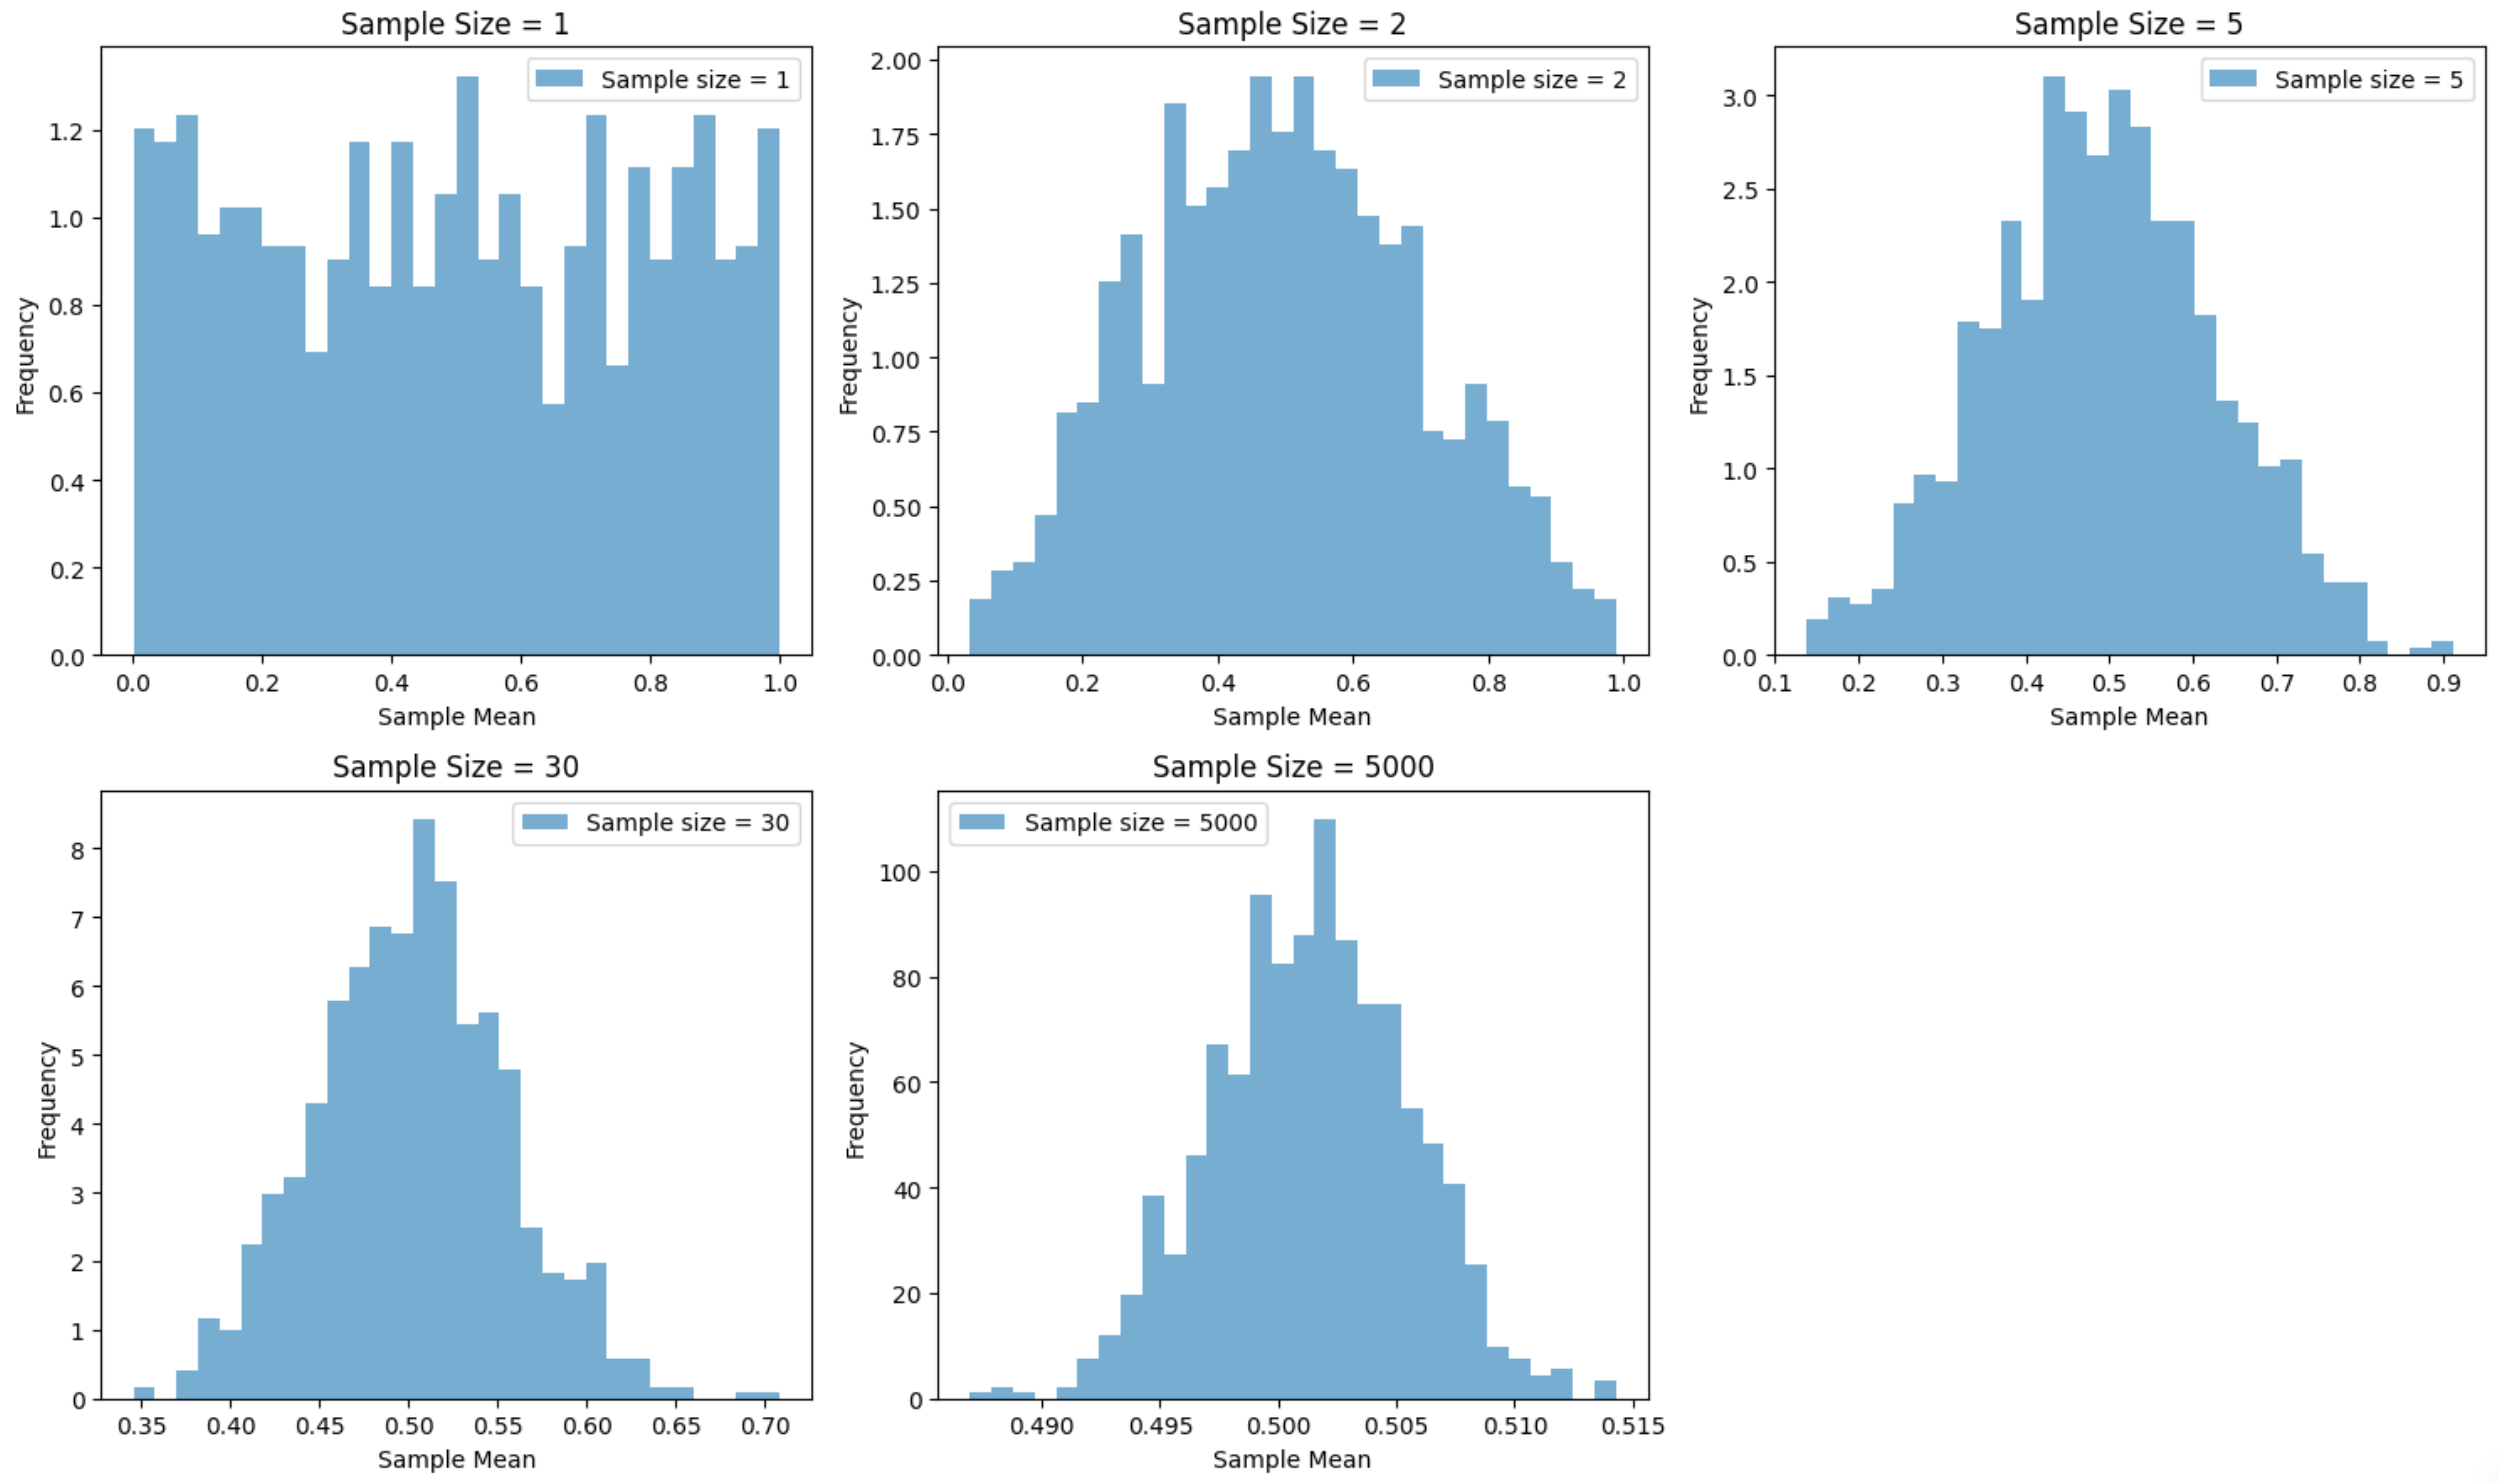 Sample Size = 1
Sample size = 1
Frequency
1.2
1.0
0.8
0.6
0.4
0.2
0.0
0.0 0.2 0.4 0.6 0.8 1.0
Sample Mean
Sample Size = 2
Sample size = 2
Frequency
2.00
1.75
1.50
1.25
1.00
0.75
0.50
0.25
0.00
0.0 0.2 0.4 0.6 0.8 1.0
Sample Mean
Sample Size = 5
Sample size = 5
Frequency
3.0
2.5
2.0
1.5
1.0
0.5
0.0
0.1 0.2 0.3 0.4 0.5 0.6 0.7 0.8 0.9
Sample Mean
Sample Size = 30
Sample size = 30
Frequency
8
7
6
5
4
3
2
1
0
0.35 0.40 0.45 0.50 0.55 0.60 0.65 0.70
Sample Mean
Sample Size = 5000
Sample size = 5000
Frequency
100
80
60
40
20
0
0.490 0.495 0.500 0.505 0.510 0.515
Sample Mean